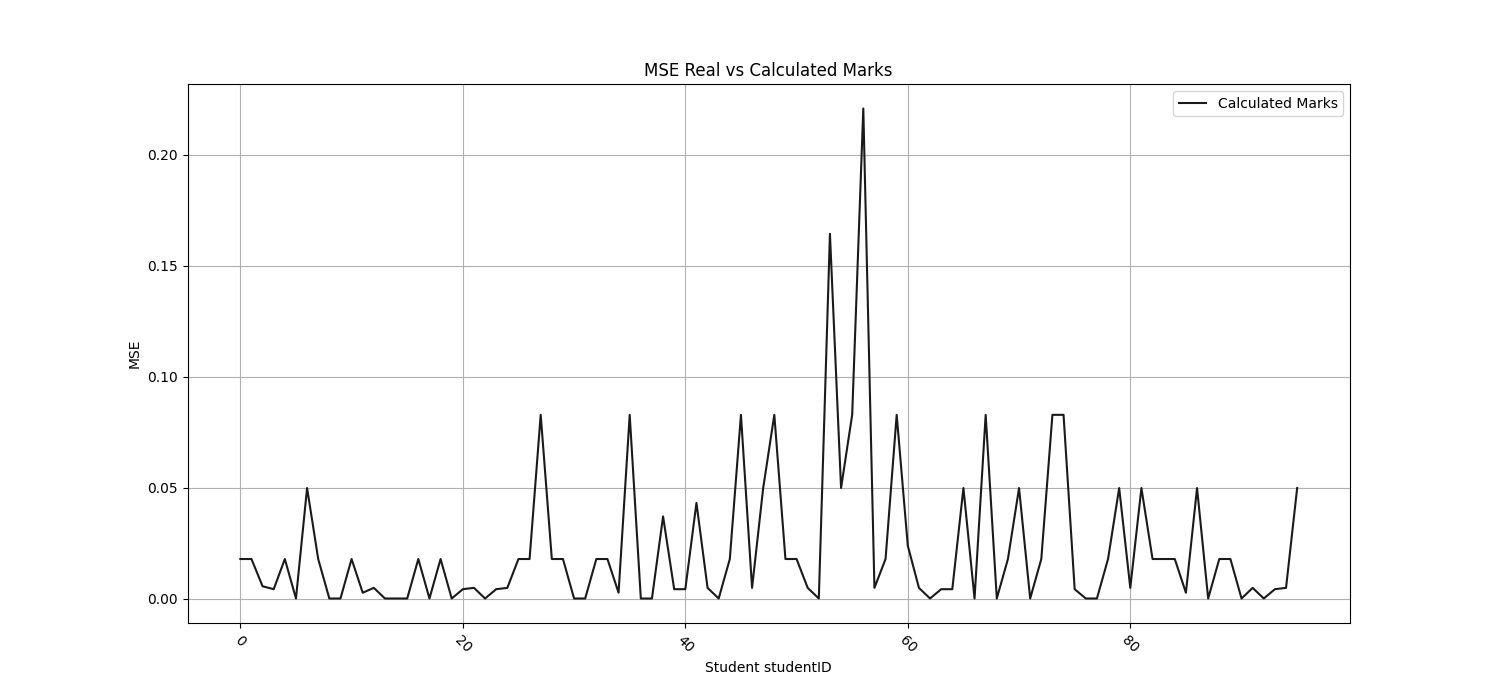 MSE Real vs Calculated Marks
Calculated Marks
0.20
0.15
0.10
0.05
0.00
MSE
0 20 40 60 80
Student studentID